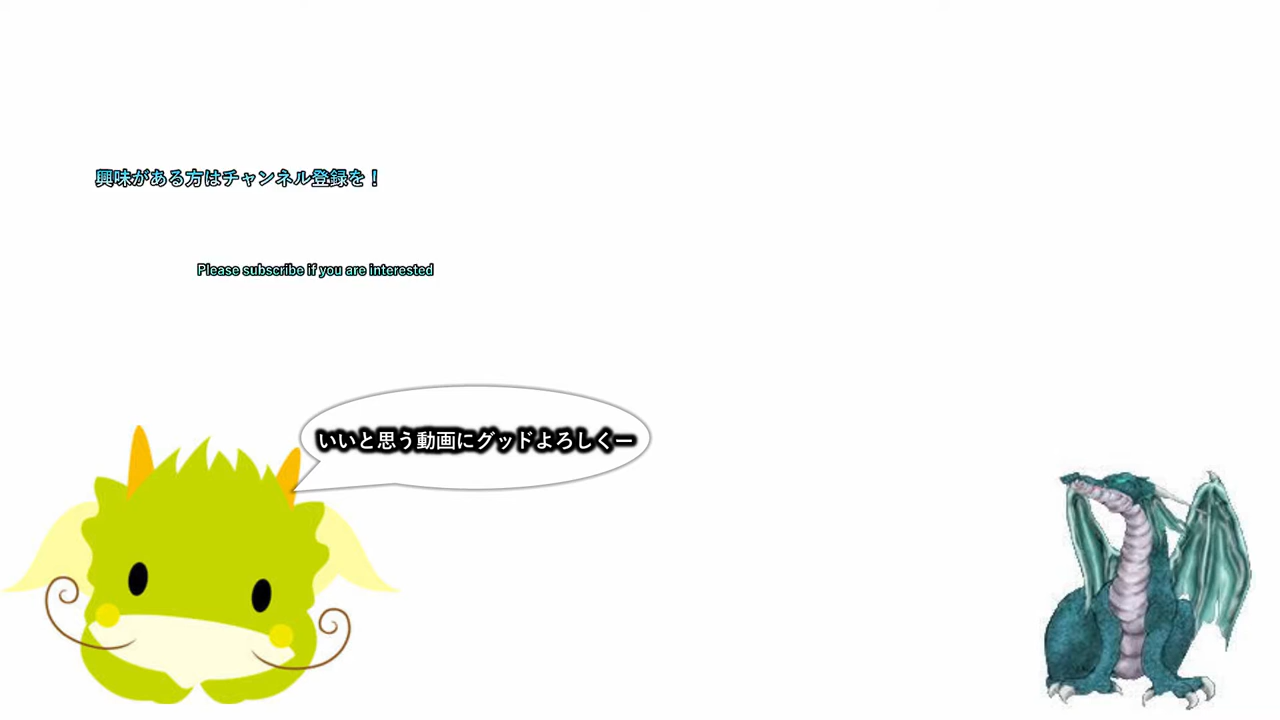 興味がある方はチャンネル登録を！
Please subscribe if you are interested
いいと思う動画にグッドよろしくー